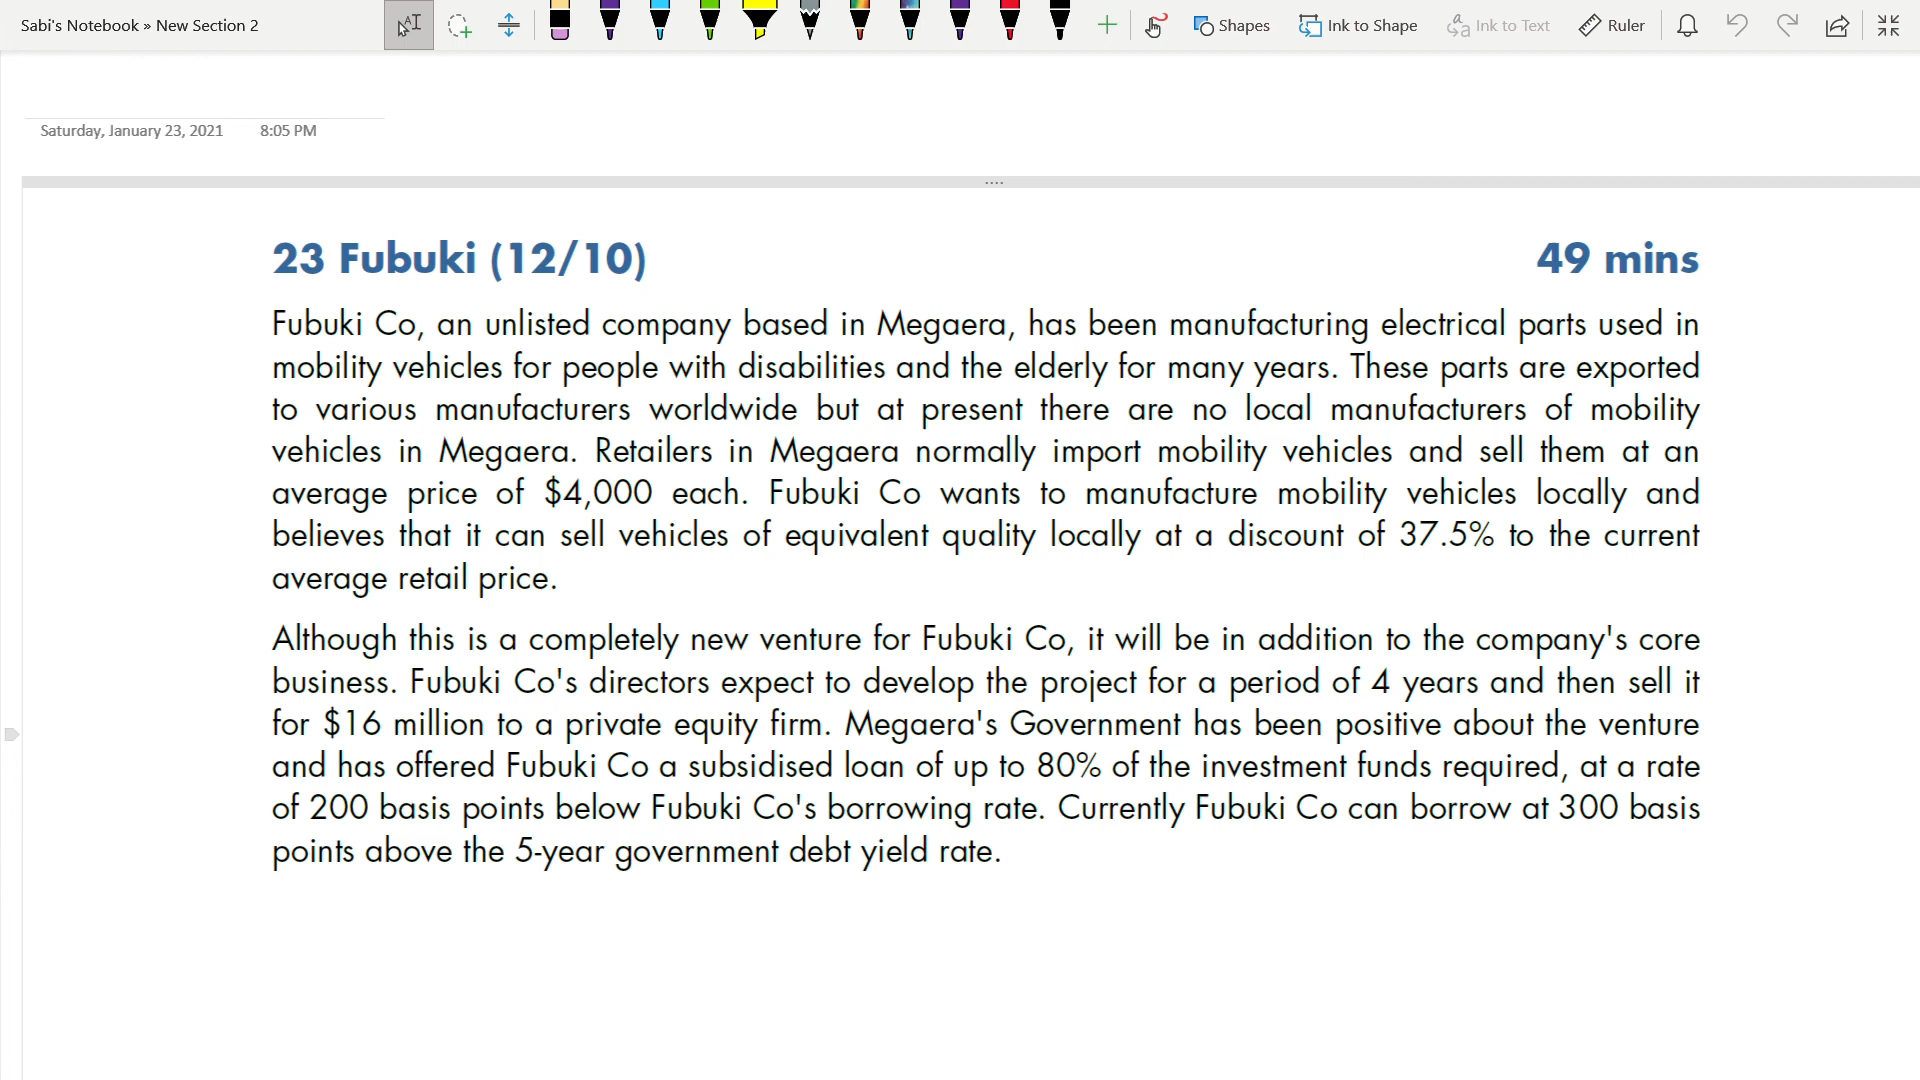 Sabi's Notebook » New Section 2
Shapes
Ink to Shape
Ink to Text
Ruler
Saturday, January 23, 2021 8:05 PM
23 Fubuki (12/10) 49 mins
Fubuki Co, an unlisted company based in Megaera, has been manufacturing electrical parts used in
mobility vehicles for people with disabilities and the elderly for many years. These parts are exported
to various manufacturers worldwide but at present there are no local manufacturers of mobility
vehicles in Megaera. Retailers in Megaera normally import mobility vehicles and sell them at an
average price of $4,000 each. Fubuki Co wants to manufacture mobility vehicles locally and
believes that it can sell vehicles of equivalent quality locally at a discount of 37.5% to the current
average retail price.
Although this is a completely new venture for Fubuki Co, it will be in addition to the company's core
business. Fubuki Co's directors expect to develop the project for a period of 4 years and then sell it
for $16 million to a private equity firm. Megaera's Government has been positive about the venture
and has offered Fubuki Co a subsidised loan of up to 80% of the investment funds required, at a rate
of 200 basis points below Fubuki Co's borrowing rate. Currently Fubuki Co can borrow at 300 basis
points above the 5-year government debt yield rate.